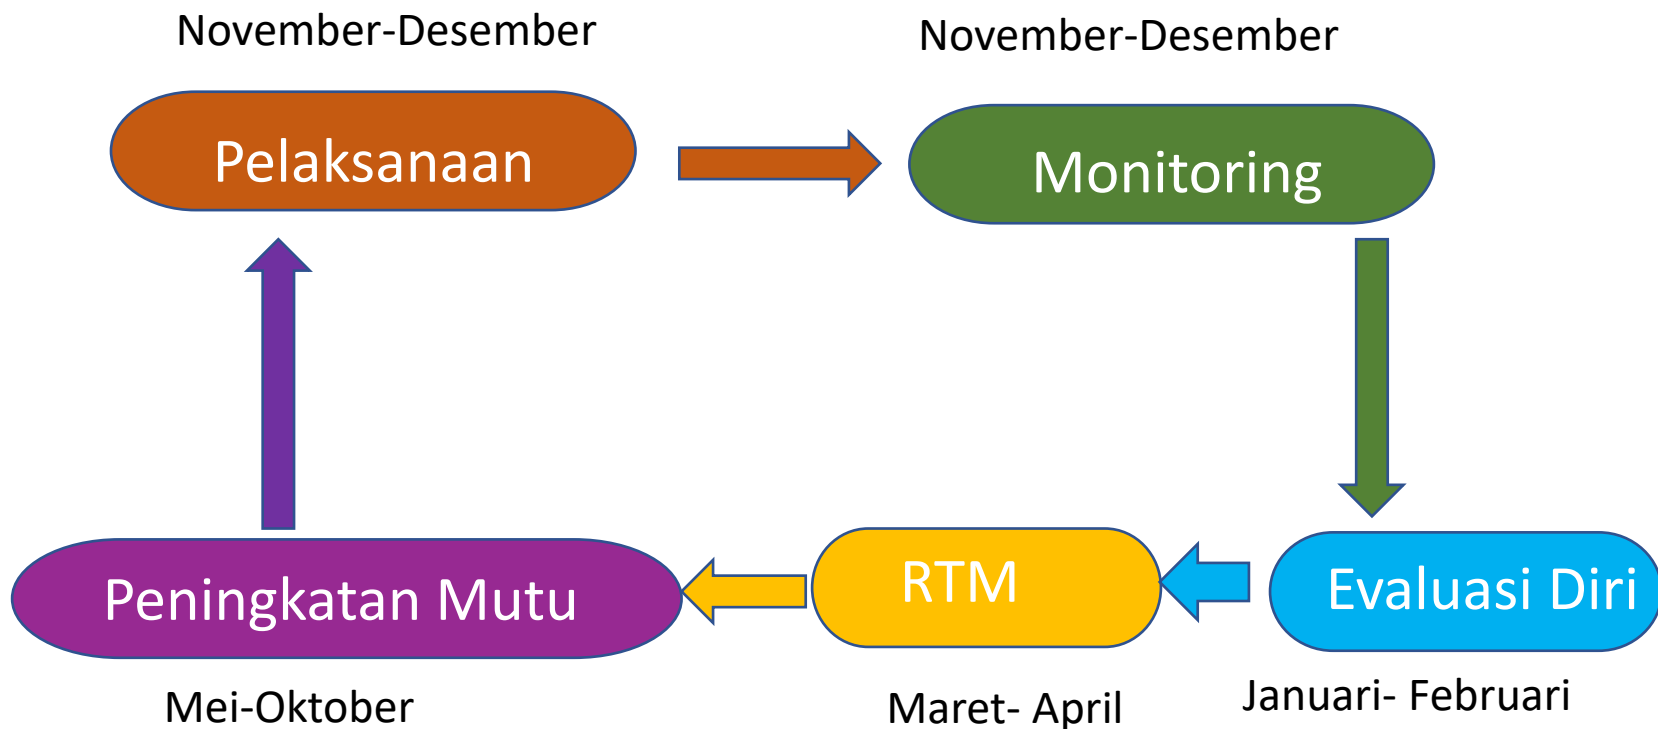 November-Desember
November-Desember
Pelaksanaan
Monitoring
Peningkatan Mutu
RTM
Evaluasi Diri
Mei-Oktober
Maret- April
Januari- Februari